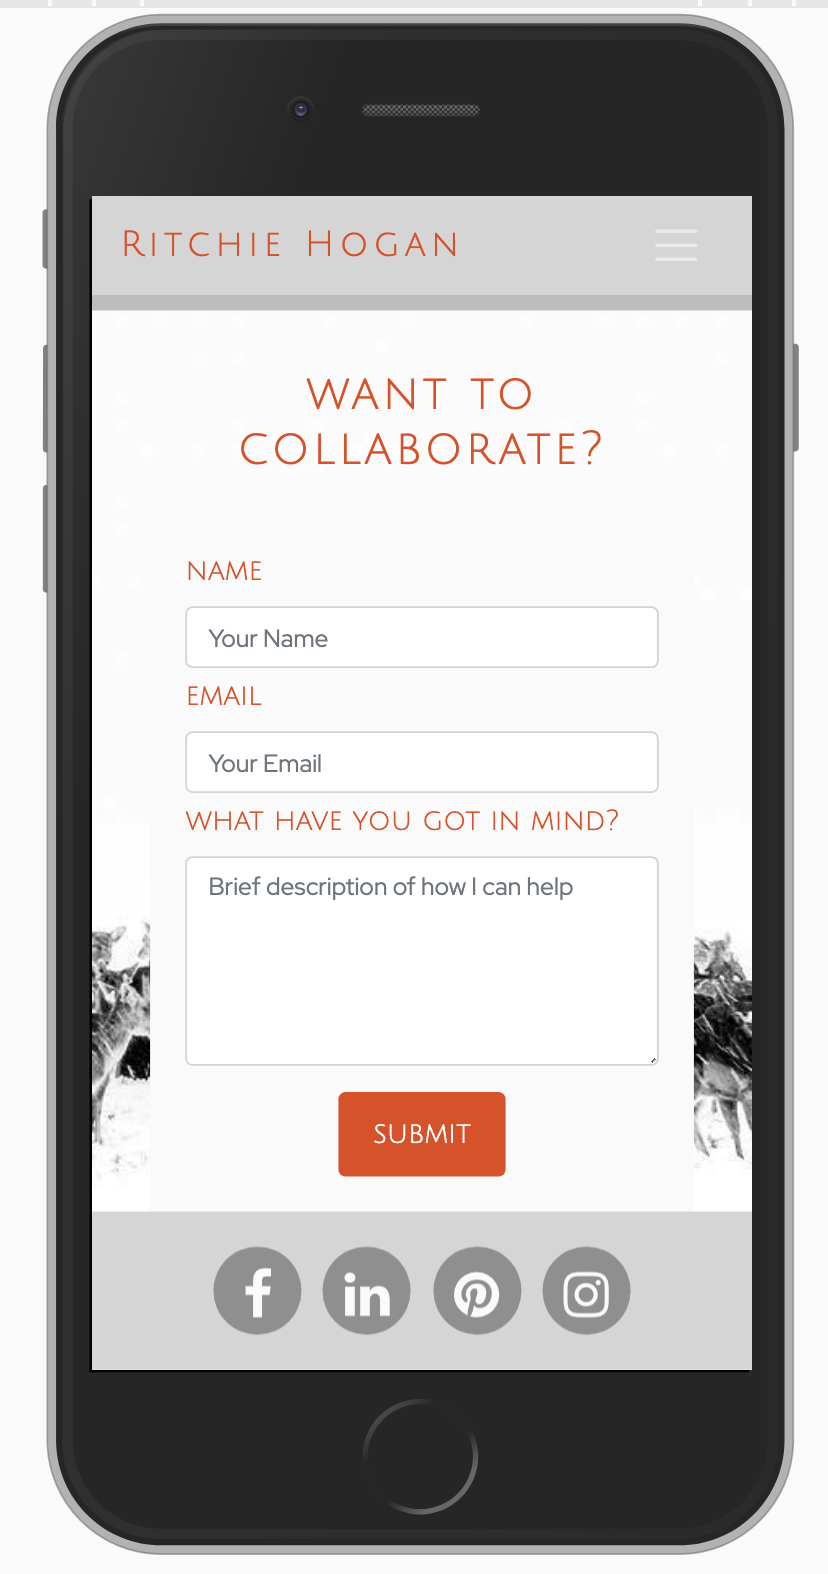 Ritchie Hogan
WANT TO
COLLABORATE?
NAME
Your Name
EMAIL
Your Email
WHAT HAVE YOU GOT IN MIND?
Brief description of how I can help
SUBMIT